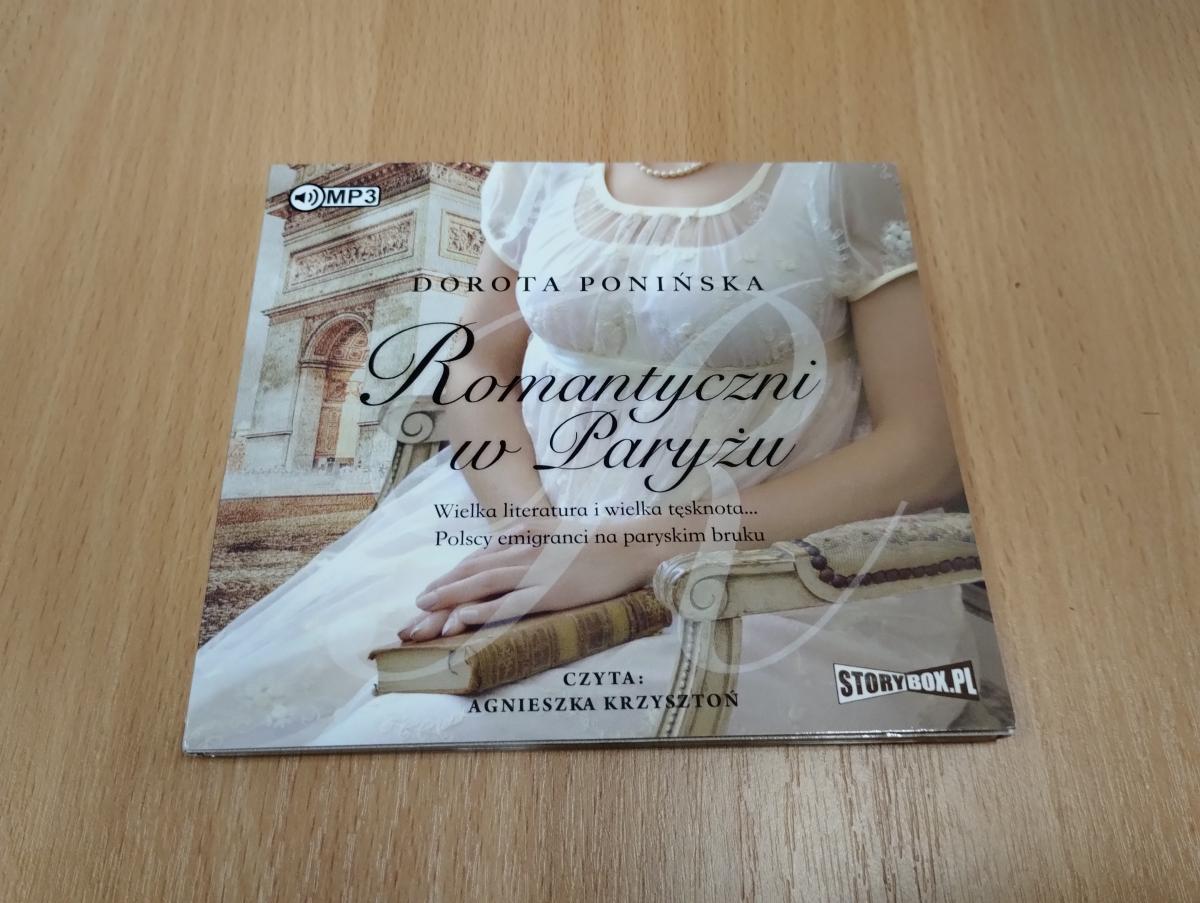 MP3
DOROTA PONIŃSKA
Romantyczni
w Paryżu
Wielka literatura i wielka tęsknota...
Polscy emigranci na paryskim bruku
CZYTA:
AGNIESZKA KRZYSZTOŃ
STORYBOX.PL